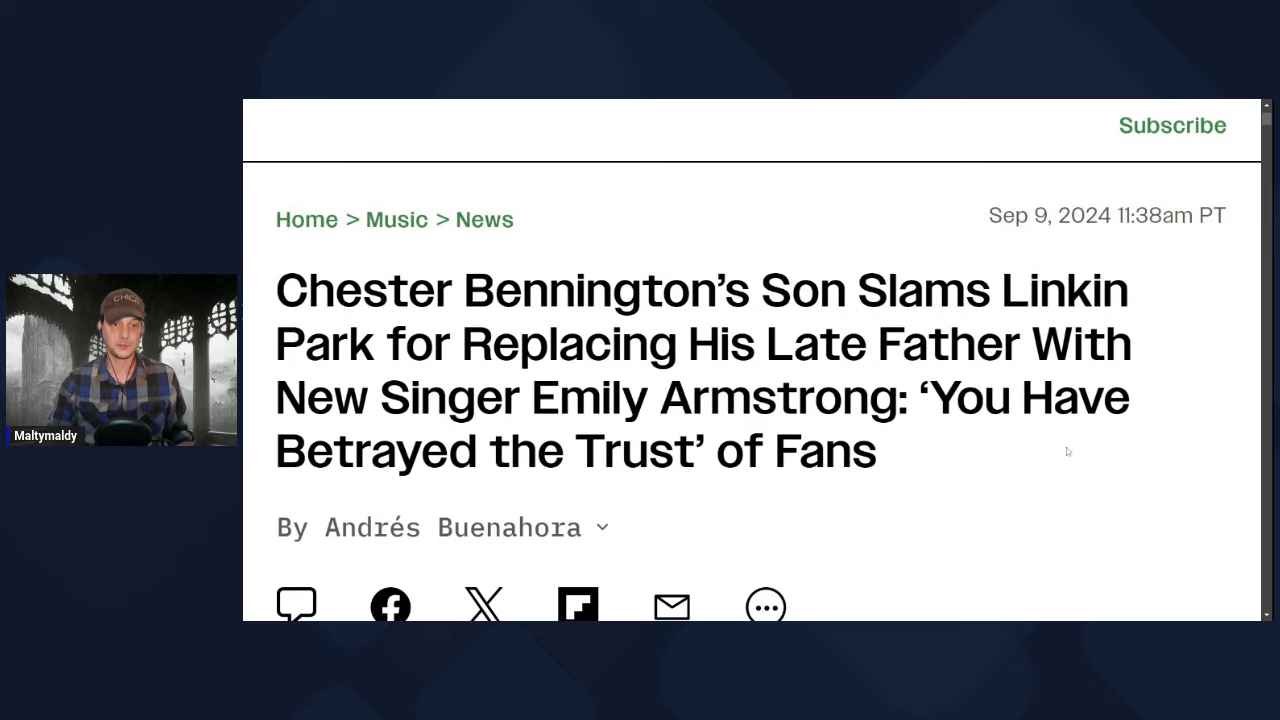 Subscribe
Home > Music > News
Sep 9, 2024 11:38am PT
Chester Bennington’s Son Slams Linkin
Park for Replacing His Late Father With
New Singer Emily Armstrong: ‘You Have
Betrayed the Trust’ of Fans
By Andrés Buenahora
Maltymaldy